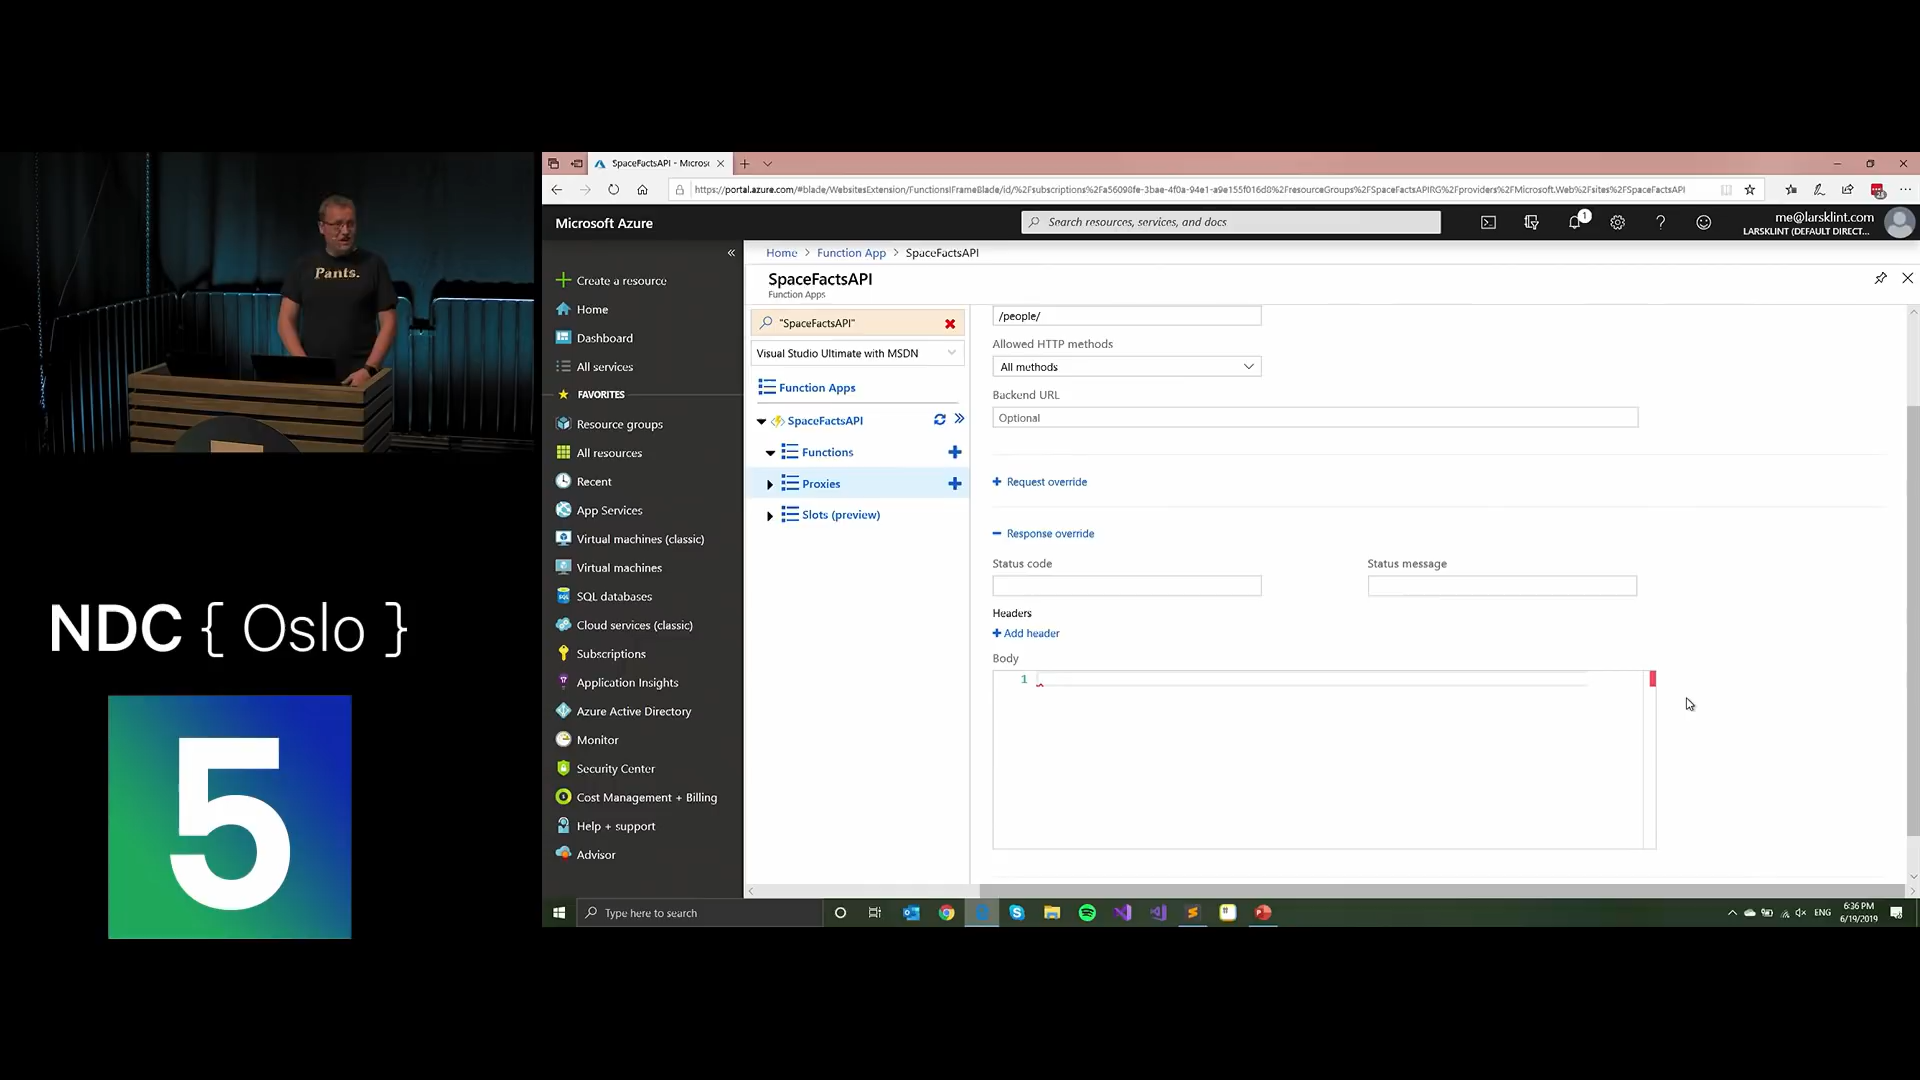 Pants.
NDC { Oslo }
5
SpaceFactsAPI - Micros
https://portal.azure.com/#blade/WebsitesExtension/FunctionsIFrameBlade/id/%2Fsubscriptions%2Fa56098fe-3bae-4f0a-94e1-a9e155f016d8%2FresourceGroups%2FSpaceFactsAPIRG%2Fproviders%2FMicrosoft.Web%2Fsites%2FSpaceFactsAPI
Microsoft Azure
Search resources, services, and docs
1
me@larsklint.com
LARSKLINT (DEFAULT DIRECT...
Create a resource
Home
Dashboard
All services
FAVORITES
Resource groups
All resources
Recent
App Services
Virtual machines (classic)
Virtual machines
SQL databases
Cloud services (classic)
Subscriptions
Application Insights
Azure Active Directory
Monitor
Security Center
Cost Management + Billing
Help + support
Advisor
Home > Function App > SpaceFactsAPI
SpaceFactsAPI
Function Apps
"SpaceFactsAPI"
Visual Studio Ultimate with MSDN
Function Apps
SpaceFactsAPI
Functions
Proxies
Slots (preview)
/people/
Allowed HTTP methods
All methods
Backend URL
Optional
Request override
Response override
Status code
Status message
Headers
Add header
Body
1
Type here to search
ENG
6:36 PM
6/19/2019